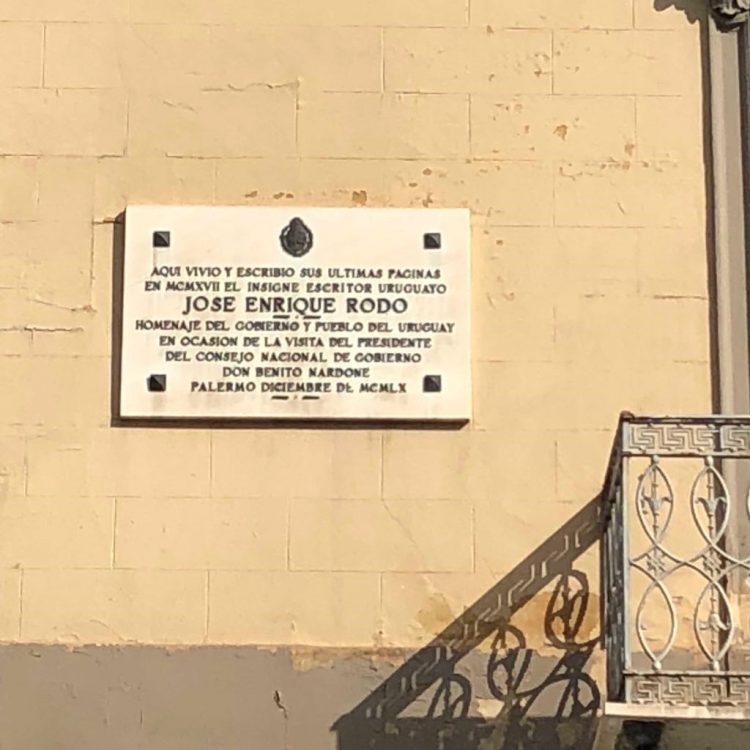 AQUI VIVIO Y ESCRIBIO SUS ULTIMAS PAGINAS
EN MCMXVII EL INSIGNE ESCRITOR URUGUAYO
JOSE ENRIQUE RODO
HOMENAJE DEL GOBIERNO Y PUEBLO DEL URUGUAY
EN OCASION DE LA VISITA DEL PRESIDENTE
DEL CONSEJO NACIONAL DE GOBIERNO
DON BENITO NARDONE
PALERMO DICIEMBRE DE MCMLX